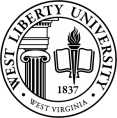 WEST LIBERTY UNIVERSITY
1837
• WEST VIRGINIA •